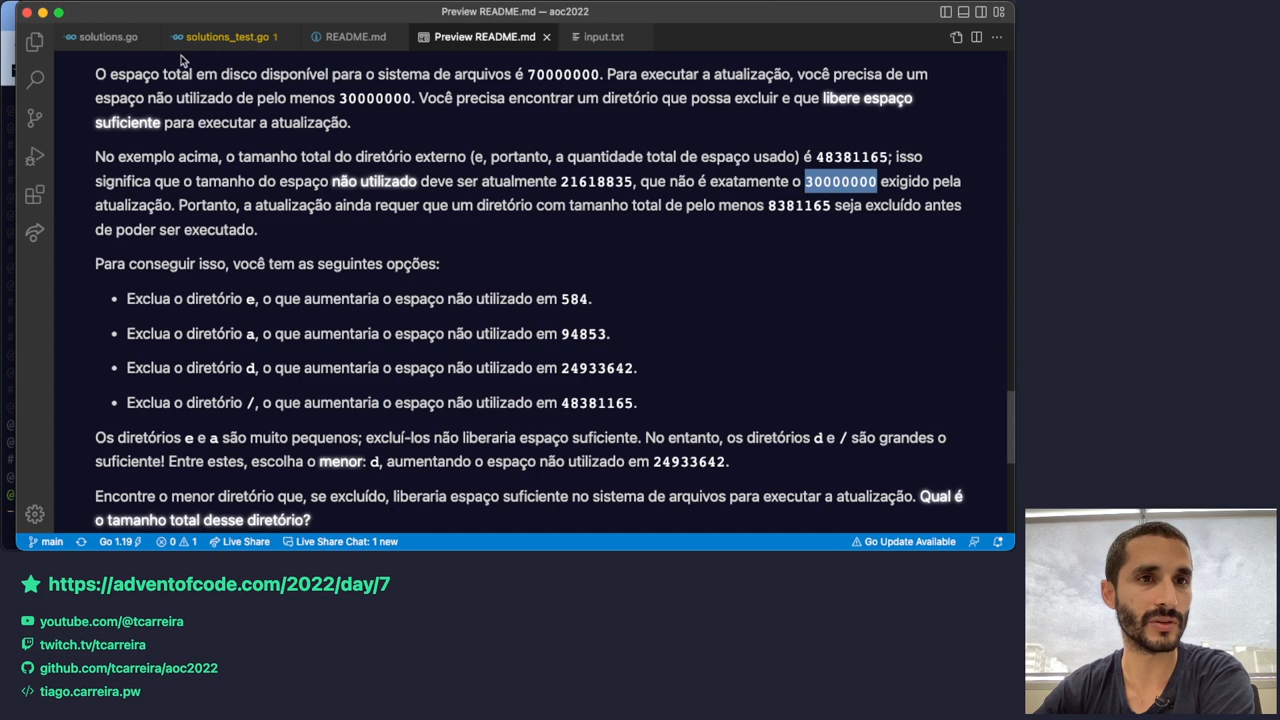 Preview README.md — aoc2022
solutions.go
solutions_test.go 1
README.md
Preview README.md
input.txt
O espaço total em disco disponível para o sistema de arquivos é 70000000. Para executar a atualização, você precisa de um
espaço não utilizado de pelo menos 30000000. Você precisa encontrar um diretório que possa excluir e que libere espaço
suficiente para executar a atualização.
No exemplo acima, o tamanho total do diretório externo (e, portanto, a quantidade total de espaço usado) é 48381165; isso
significa que o tamanho do espaço não utilizado deve ser atualmente 21618835, que não é exatamente o 30000000 exigido pela
atualização. Portanto, a atualização ainda requer que um diretório com tamanho total de pelo menos 8381165 seja excluído antes
de poder ser executado.
Para conseguir isso, você tem as seguintes opções:
• Exclua o diretório e, o que aumentaria o espaço não utilizado em 584.
• Exclua o diretório a, o que aumentaria o espaço não utilizado em 94853.
• Exclua o diretório d, o que aumentaria o espaço não utilizado em 24933642.
• Exclua o diretório /, o que aumentaria o espaço não utilizado em 48381165.
Os diretórios e e a são muito pequenos; excluí-los não liberaria espaço suficiente. No entanto, os diretórios d e / são grandes o
suficiente! Entre estes, escolha o menor: d, aumentando o espaço não utilizado em 24933642.
Encontre o menor diretório que, se excluído, liberaria espaço suficiente no sistema de arquivos para executar a atualização. Qual é
o tamanho total desse diretório?
main Go 1.19 0 1 Live Share Live Share Chat: 1 new Go Update Available
https://adventofcode.com/2022/day/7
youtube.com/@tcarreira
twitch.tv/tcarreira
github.com/tcarreira/aoc2022
tiago.carreira.pw